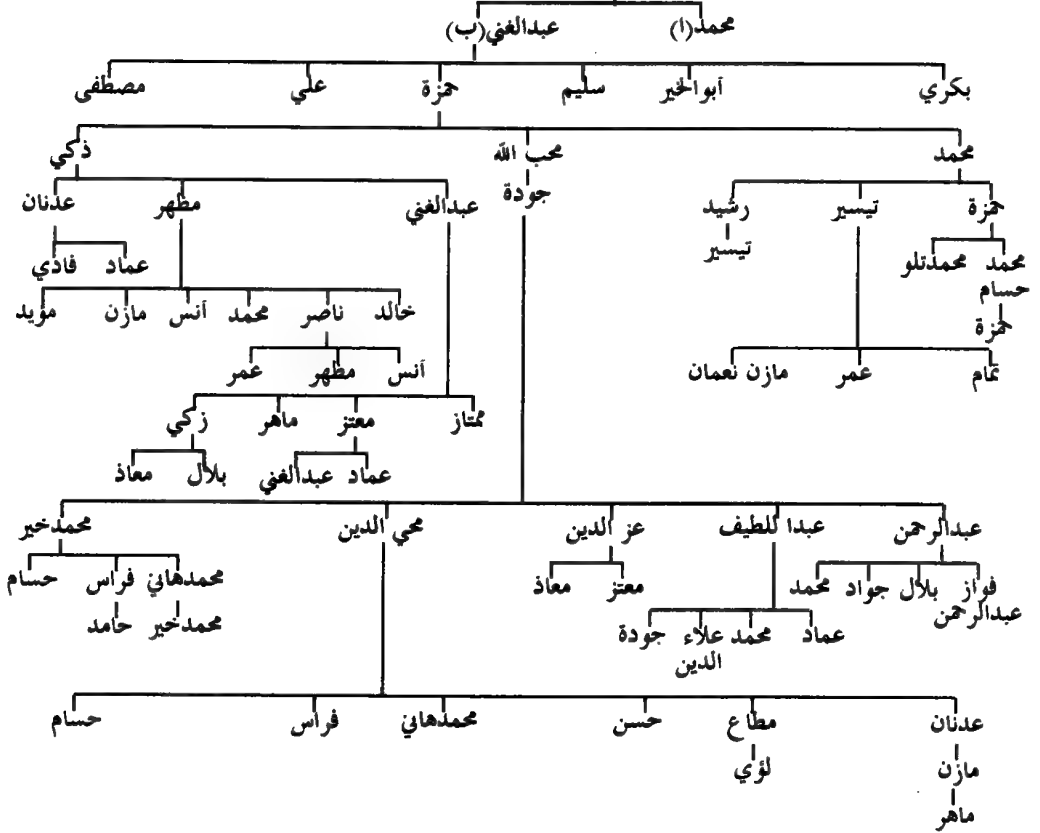 محمد(ا) عبدالغني(ب)
بكري أبوالخير سليم حمزة علي مصطفى
محمد محب الله ذكي
حمزة تيسير رشيد جودة عبدالغني مظهر عدنان
محمد محمدتلو تيسير عماد فادي
حسام
حمزة
خالد ناصر محمد أنس مازن مؤيد
تمام عمر مازن نعمان أنس مظهر عمر
ممتاز معتز ماهر زكي
عماد عبدالغني بلال معاذ
عبدالرحمن عبدا للطيف عز الدين محي الدين محمدخير
فواز بلال جواد محمد معتز معاذ محمدهاني فراس حسام
عبدالرحمن
محمدخير حامد
عماد محمد علاء جودة
الدين
عدنان مطاع حسن محمدهاني فراس حسام
مازن لؤي
ماهر